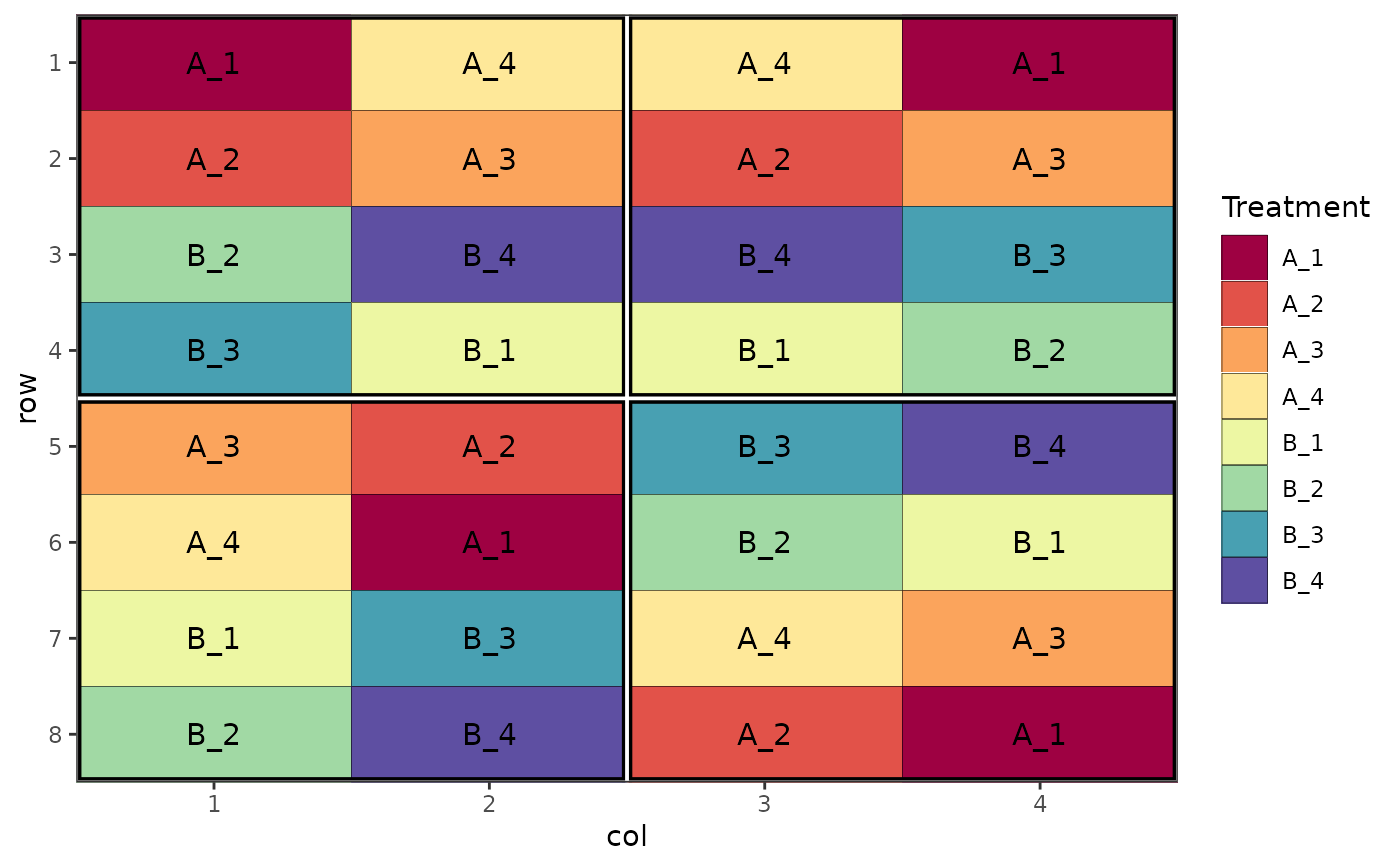 1 A_1 A_4 A_4 A_1
2 A_2 A_3 A_2 A_3
3 B_2 B_4 B_4 B_3
4 B_3 B_1 B_1 B_2
row
5 A_3 A_2 B_3 B_4
6 A_4 A_1 B_2 B_1
7 B_1 B_3 A_4 A_3
8 B_2 B_4 A_2 A_1
1 2 3 4
col
Treatment
A_1
A_2
A_3
A_4
B_1
B_2
B_3
B_4